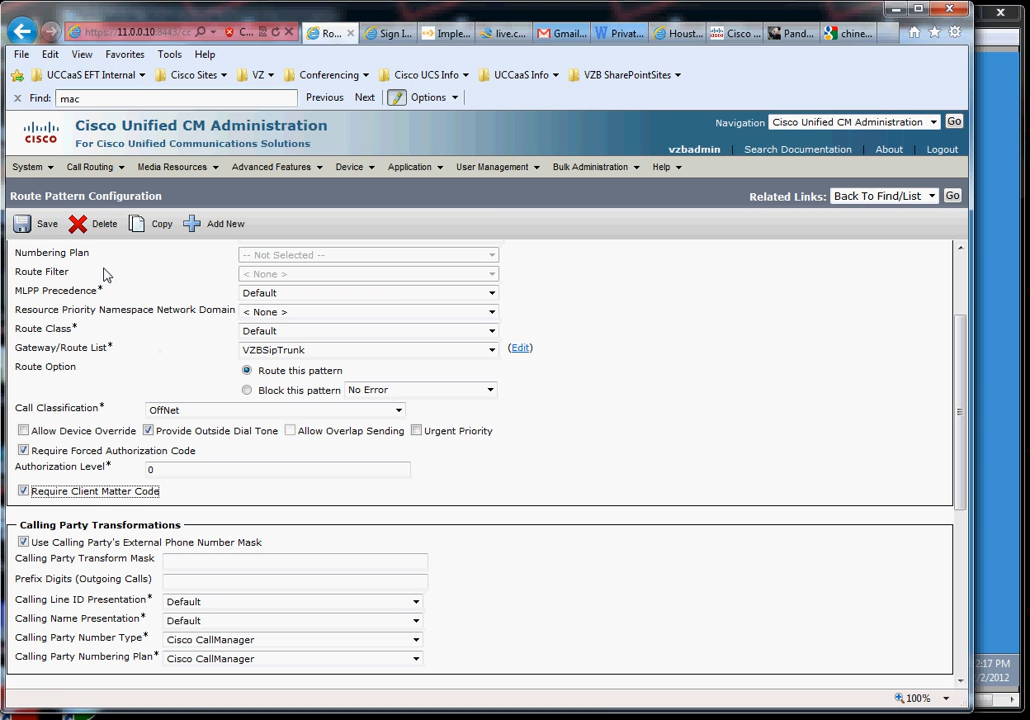 https://11.0.0.10:8443/cc
C...
Ro...
Sign I...
Imple...
live.c...
Gmail...
Privat...
Houst...
Cisco ...
Pand...
chine...
File Edit View Favorites Tools Help
UCCaaS EFT Internal
Cisco Sites
VZ
Conferencing
Cisco UCS Info
UCCaaS Info
VZB SharePointSites
x Find: mac Previous Next Options
Cisco Unified CM Administration
For Cisco Unified Communications Solutions
CISCO
Navigation Cisco Unified CM Administration Go
vzbadmin Search Documentation About Logout
System Call Routing Media Resources Advanced Features Device Application User Management Bulk Administration Help
Route Pattern Configuration
Related Links: Back To Find/List Go
Save Delete Copy Add New
Numbering Plan -- Not Selected --
Route Filter < None >
MLPP Precedence* Default
Resource Priority Namespace Network Domain < None >
Route Class* Default
Gateway/Route List* VZBSipTrunk (Edit)
Route Option Route this pattern
Block this pattern No Error
Call Classification* OffNet
Allow Device Override Provide Outside Dial Tone Allow Overlap Sending Urgent Priority
Require Forced Authorization Code
Authorization Level* 0
Require Client Matter Code
Calling Party Transformations
Use Calling Party's External Phone Number Mask
Calling Party Transform Mask
Prefix Digits (Outgoing Calls)
Calling Line ID Presentation* Default
Calling Name Presentation* Default
Calling Party Number Type* Cisco CallManager
Calling Party Numbering Plan* Cisco CallManager
2:17 PM
/2/2012
100%